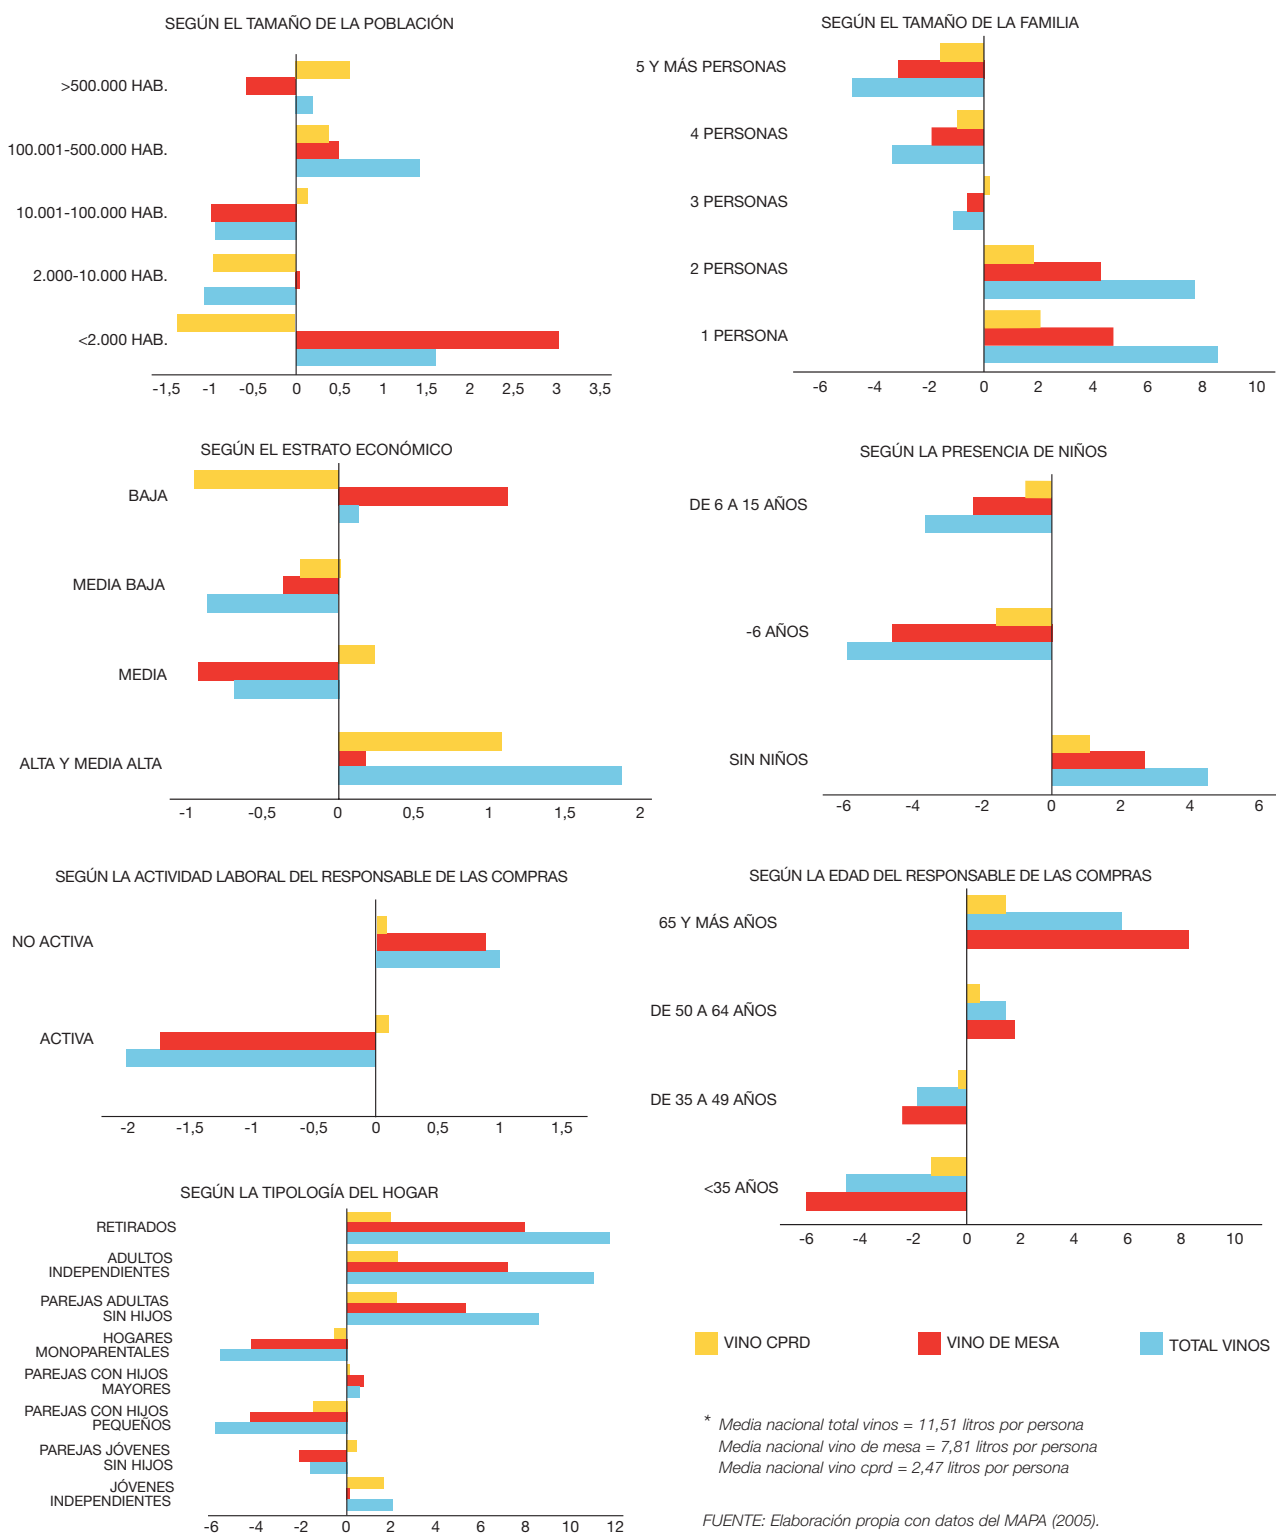 SEGÚN EL TAMAÑO DE LA POBLACIÓN
>500.000 HAB.
100.001-500.000 HAB.
10.001-100.000 HAB.
2.000-10.000 HAB.
<2.000 HAB.
-1,5 -1 -0,5 0 0,5 1 1,5 2 2,5 3 3,5
SEGÚN EL TAMAÑO DE LA FAMILIA
5 Y MÁS PERSONAS
4 PERSONAS
3 PERSONAS
2 PERSONAS
1 PERSONA
-6 -4 -2 0 2 4 6 8 10
SEGÚN EL ESTRATO ECONÓMICO
BAJA
MEDIA BAJA
MEDIA
ALTA Y MEDIA ALTA
-1 -0,5 0 0,5 1 1,5 2
SEGÚN LA PRESENCIA DE NIÑOS
DE 6 A 15 AÑOS
-6 AÑOS
SIN NIÑOS
-6 -4 -2 0 2 4 6
SEGÚN LA ACTIVIDAD LABORAL DEL RESPONSABLE DE LAS COMPRAS
NO ACTIVA
ACTIVA
-2 -1,5 -1 -0,5 0 0,5 1 1,5
SEGÚN LA EDAD DEL RESPONSABLE DE LAS COMPRAS
65 Y MÁS AÑOS
DE 50 A 64 AÑOS
DE 35 A 49 AÑOS
<35 AÑOS
-6 -4 -2 0 2 4 6 8 10
SEGÚN LA TIPOLOGÍA DEL HOGAR
RETIRADOS
ADULTOS
INDEPENDIENTES
PAREJAS ADULTAS
SIN HIJOS
HOGARES
MONOPARENTALES
PAREJAS CON HIJOS
MAYORES
PAREJAS CON HIJOS
PEQUEÑOS
PAREJAS JÓVENES
SIN HIJOS
JÓVENES
INDEPENDIENTES
-6 -4 -2 0 2 4 6 8 10 12
VINO CPRD VINO DE MESA TOTAL VINOS
* Media nacional total vinos = 11,51 litros por persona
Media nacional vino de mesa = 7,81 litros por persona
Media nacional vino cprd = 2,47 litros por persona
FUENTE: Elaboración propia con datos del MAPA (2005).